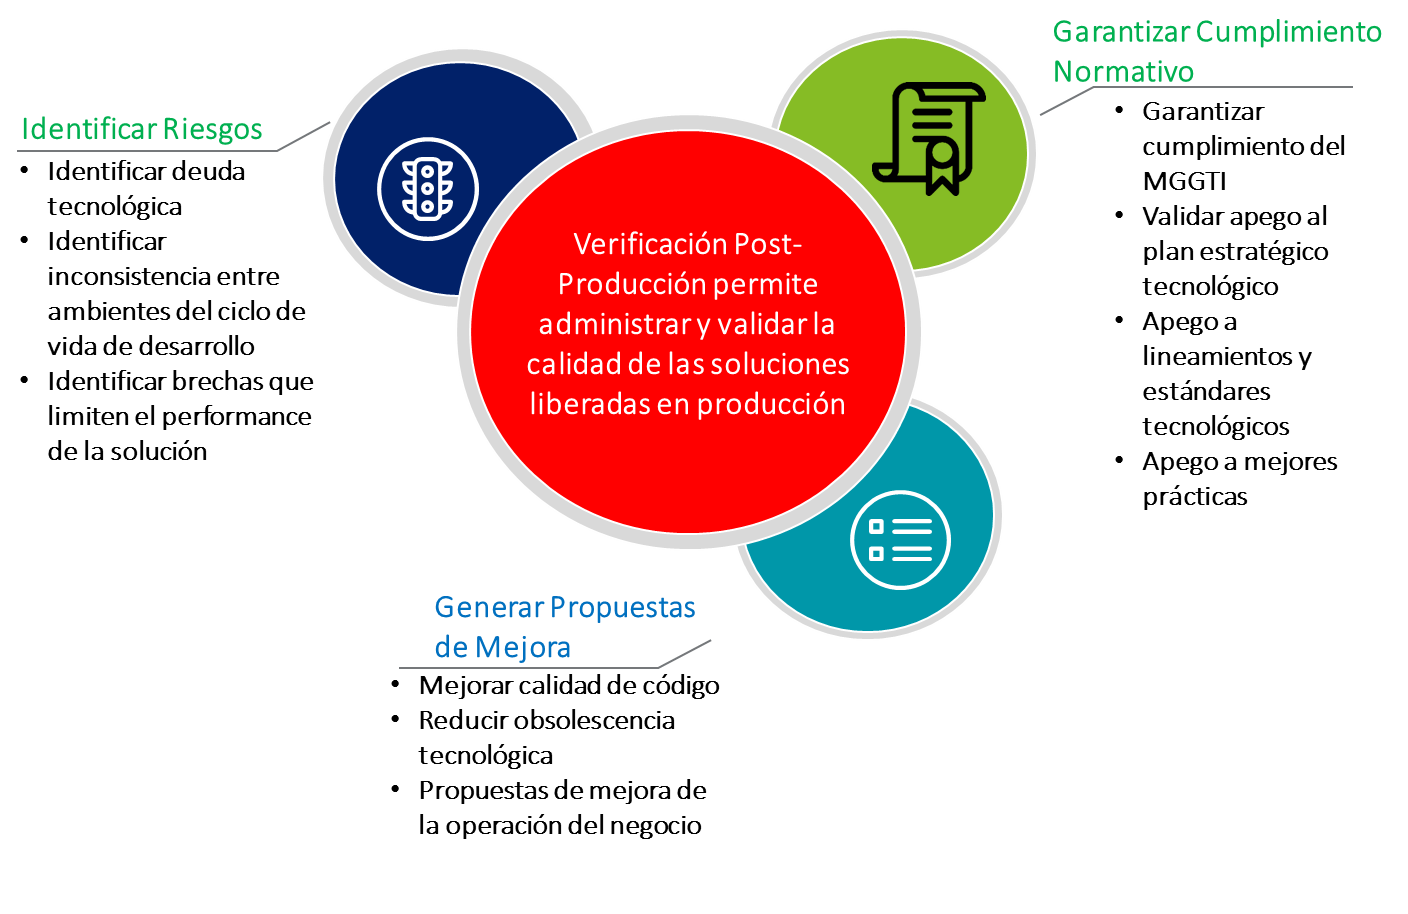 Identificar Riesgos
• Identificar deuda
tecnológica
• Identificar
inconsistencia entre
ambientes del ciclo de
vida de desarrollo
• Identificar brechas que
limiten el performance
de la solución
Verificación Post-
Producción permite
administrar y validar la
calidad de las soluciones
liberadas en producción
Garantizar Cumplimiento
Normativo
• Garantizar
cumplimiento del
MGGTI
• Validar apego al
plan estratégico
tecnológico
• Apego a
lineamientos y
estándares
tecnológicos
• Apego a mejores
prácticas
Generar Propuestas
de Mejora
• Mejorar calidad de código
• Reducir obsolescencia
tecnológica
• Propuestas de mejora de
la operación del negocio